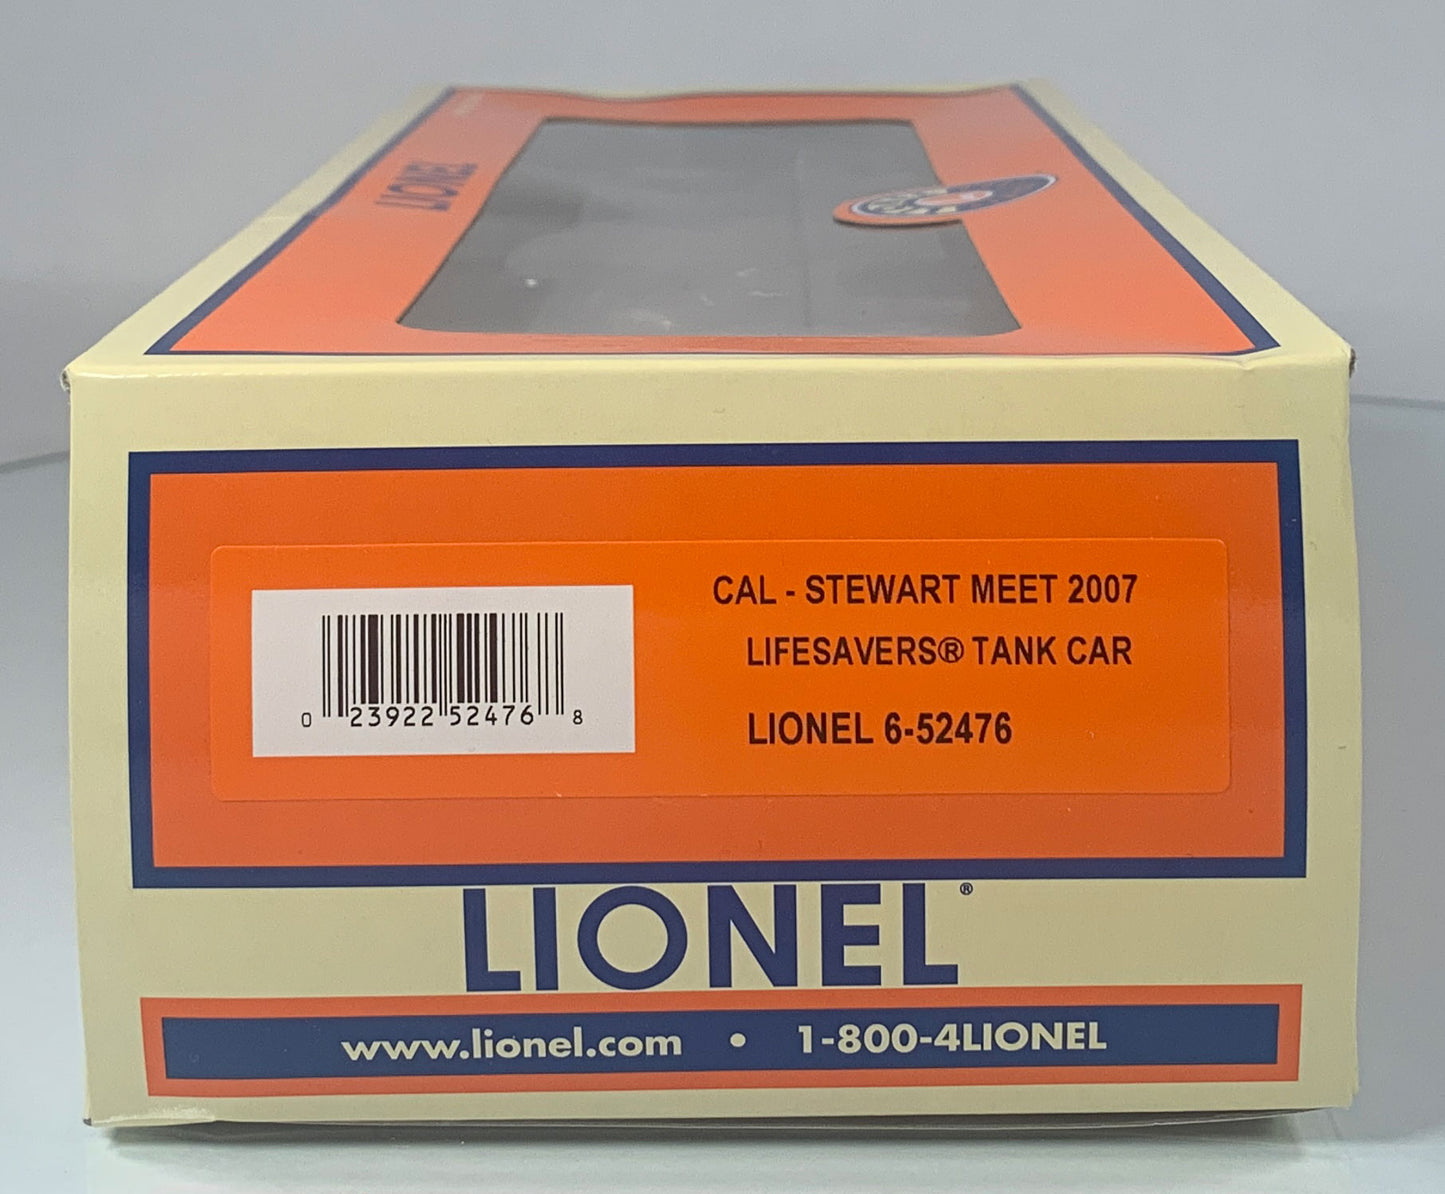 LIONEL
CAL - STEWART MEET 2007
LIFESAVERS® TANK CAR
LIONEL 6-52476
0 23922 52476 8
LIONEL®
www.lionel.com • 1-800-4LIONEL